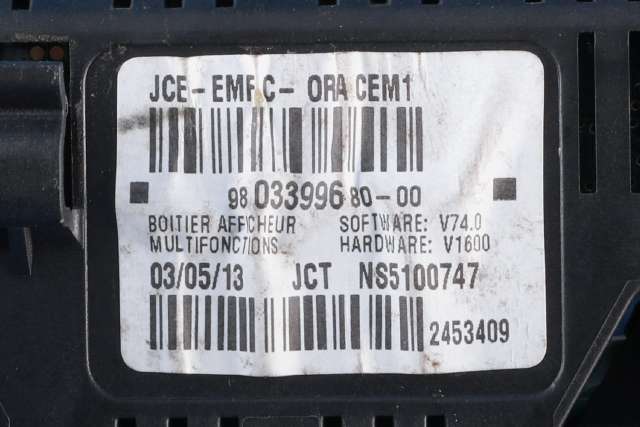 JCE-EMF C- ORA CEM1
98 033996 80-00
BOITIER AFFICHEUR SOFTWARE: V74.0
MULTIFONCTIONS HARDWARE: V1600
03/05/13 JCT NS5100747
2453409